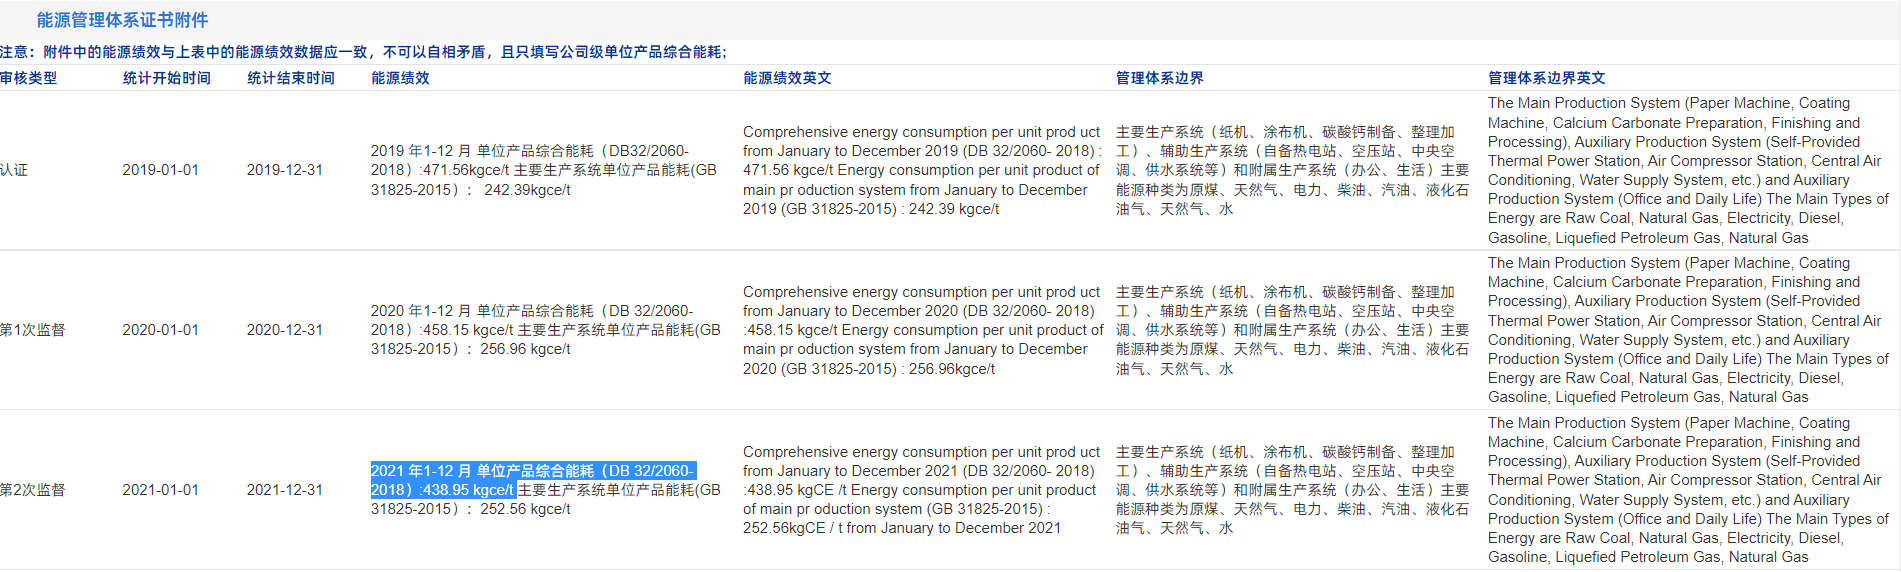 能源管理体系证书附件
注意：附件中的能源绩效与上表中的能源绩效数据应一致，不可以自相矛盾，且只填写公司级单位产品综合能耗；
审核类型 统计开始时间 统计结束时间 能源绩效 能源绩效英文 管理体系边界 管理体系边界英文
认证
2019-01-01
2019-12-31
2019 年1-12 月 单位产品综合能耗（DB32/2060-
2018）:471.56kgce/t 主要生产系统单位产品能耗(GB
31825-2015）： 242.39kgce/t
Comprehensive energy consumption per unit prod uct
from January to December 2019 (DB 32/2060- 2018) :
471.56 kgce/t Energy consumption per unit product of
main pr oduction system from January to December
2019 (GB 31825-2015) : 242.39 kgce/t
主要生产系统（纸机、涂布机、碳酸钙制备、整理加
工）、辅助生产系统（自备热电站、空压站、中央空
调、供水系统等）和附属生产系统（办公、生活）主要
能源种类为原煤、天然气、电力、柴油、汽油、液化石
油气、天然气、水
The Main Production System (Paper Machine, Coating
Machine, Calcium Carbonate Preparation, Finishing and
Processing), Auxiliary Production System (Self-Provided
Thermal Power Station, Air Compressor Station, Central Air
Conditioning, Water Supply System, etc.) and Auxiliary
Production System (Office and Daily Life) The Main Types of
Energy are Raw Coal, Natural Gas, Electricity, Diesel,
Gasoline, Liquefied Petroleum Gas, Natural Gas
第1次监督
2020-01-01
2020-12-31
2020 年1-12 月 单位产品综合能耗（DB 32/2060-
2018）:458.15 kgce/t 主要生产系统单位产品能耗(GB
31825-2015）：256.96 kgce/t
Comprehensive energy consumption per unit prod uct
from January to December 2020 (DB 32/2060- 2018)
:458.15 kgce/t Energy consumption per unit product of
main pr oduction system from January to December
2020 (GB 31825-2015) : 256.96kgce/t
主要生产系统（纸机、涂布机、碳酸钙制备、整理加
工）、辅助生产系统（自备热电站、空压站、中央空
调、供水系统等）和附属生产系统（办公、生活）主要
能源种类为原煤、天然气、电力、柴油、汽油、液化石
油气、天然气、水
The Main Production System (Paper Machine, Coating
Machine, Calcium Carbonate Preparation, Finishing and
Processing), Auxiliary Production System (Self-Provided
Thermal Power Station, Air Compressor Station, Central Air
Conditioning, Water Supply System, etc.) and Auxiliary
Production System (Office and Daily Life) The Main Types of
Energy are Raw Coal, Natural Gas, Electricity, Diesel,
Gasoline, Liquefied Petroleum Gas, Natural Gas
第2次监督
2021-01-01
2021-12-31
2021 年1-12 月 单位产品综合能耗（DB 32/2060-
2018）:438.95 kgce/t 主要生产系统单位产品能耗(GB
31825-2015）：252.56 kgce/t
Comprehensive energy consumption per unit prod uct
from January to December 2021 (DB 32/2060- 2018)
:438.95 kgCE /t Energy consumption per unit product
of main pr oduction system (GB 31825-2015) :
252.56kgCE / t from January to December 2021
主要生产系统（纸机、涂布机、碳酸钙制备、整理加
工）、辅助生产系统（自备热电站、空压站、中央空
调、供水系统等）和附属生产系统（办公、生活）主要
能源种类为原煤、天然气、电力、柴油、汽油、液化石
油气、天然气、水
The Main Production System (Paper Machine, Coating
Machine, Calcium Carbonate Preparation, Finishing and
Processing), Auxiliary Production System (Self-Provided
Thermal Power Station, Air Compressor Station, Central Air
Conditioning, Water Supply System, etc.) and Auxiliary
Production System (Office and Daily Life) The Main Types of
Energy are Raw Coal, Natural Gas, Electricity, Diesel,
Gasoline, Liquefied Petroleum Gas, Natural Gas